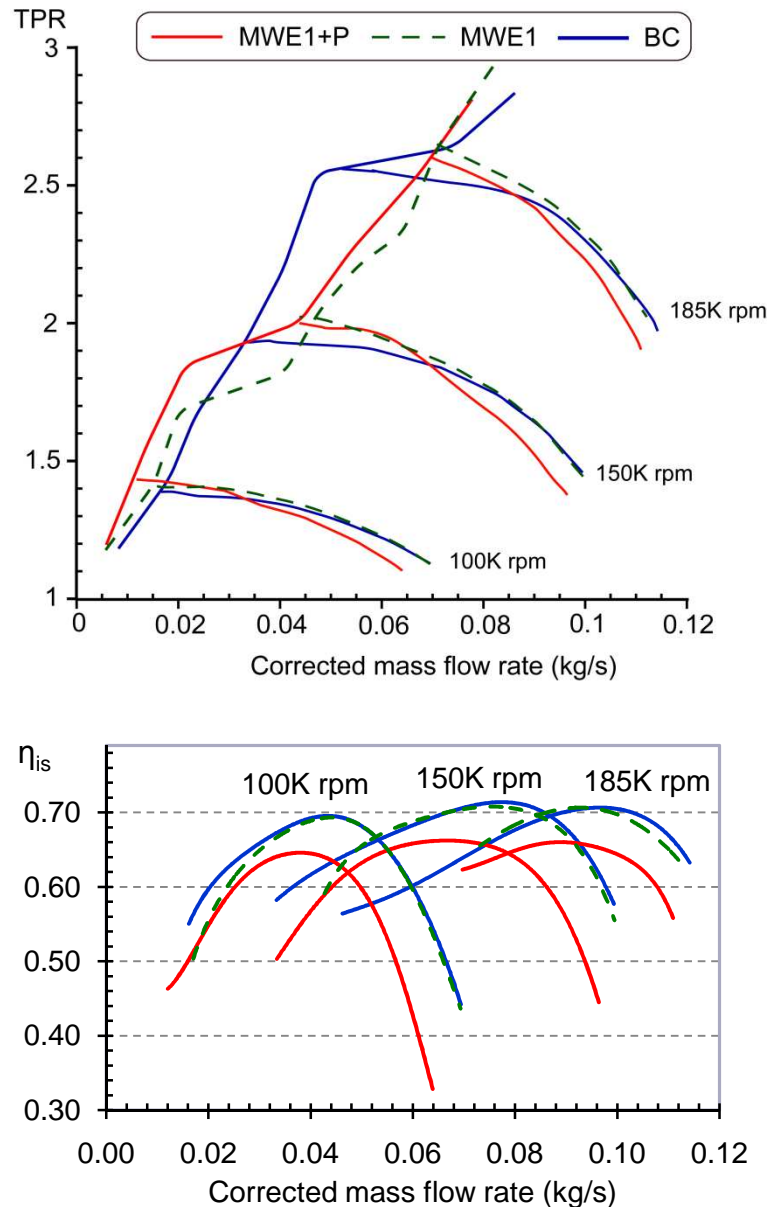 TPR
MWE1+P MWE1 BC
3
2.5
2
1.5
1
185K rpm
150K rpm
100K rpm
0 0.02 0.04 0.06 0.08 0.1 0.12
Corrected mass flow rate (kg/s)
ηis
100K rpm 150K rpm 185K rpm
0.70
0.60
0.50
0.40
0.30
0.00 0.02 0.04 0.06 0.08 0.10 0.12
Corrected mass flow rate (kg/s)